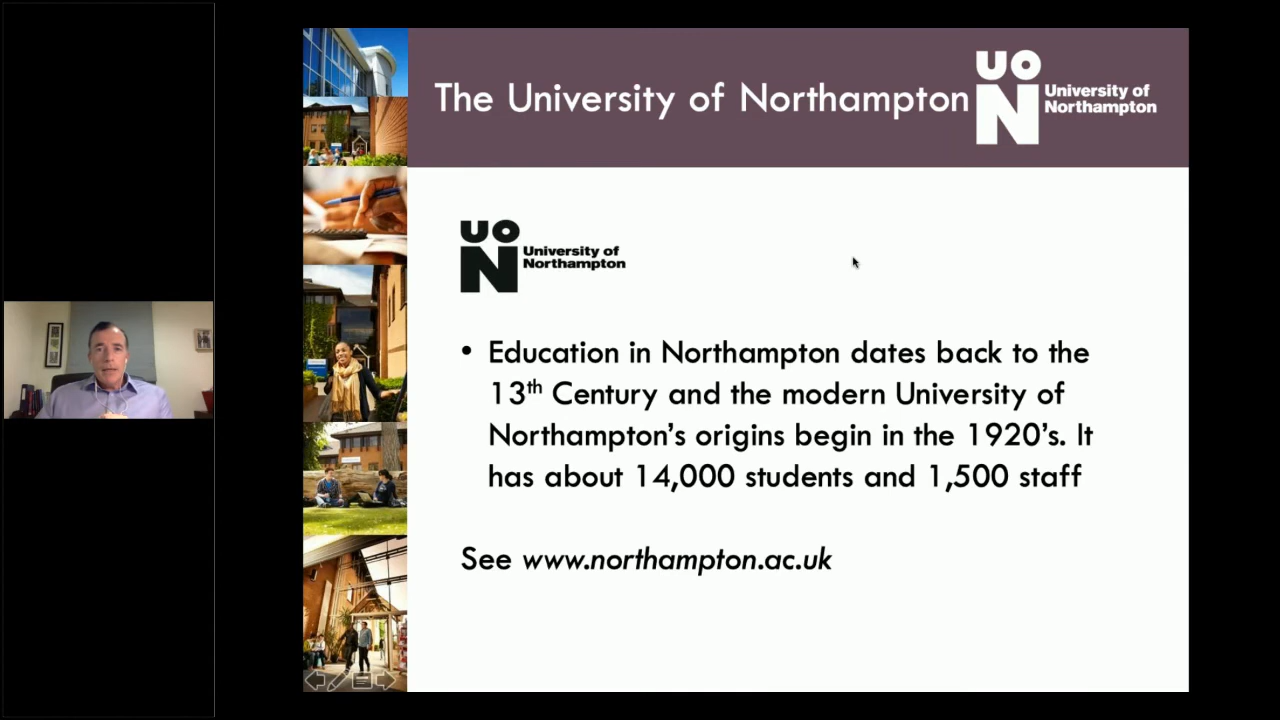 The University of Northampton
UON
University of
Northampton
UON
University of
Northampton
• Education in Northampton dates back to the
13th Century and the modern University of
Northampton’s origins begin in the 1920’s. It
has about 14,000 students and 1,500 staff
See www.northampton.ac.uk